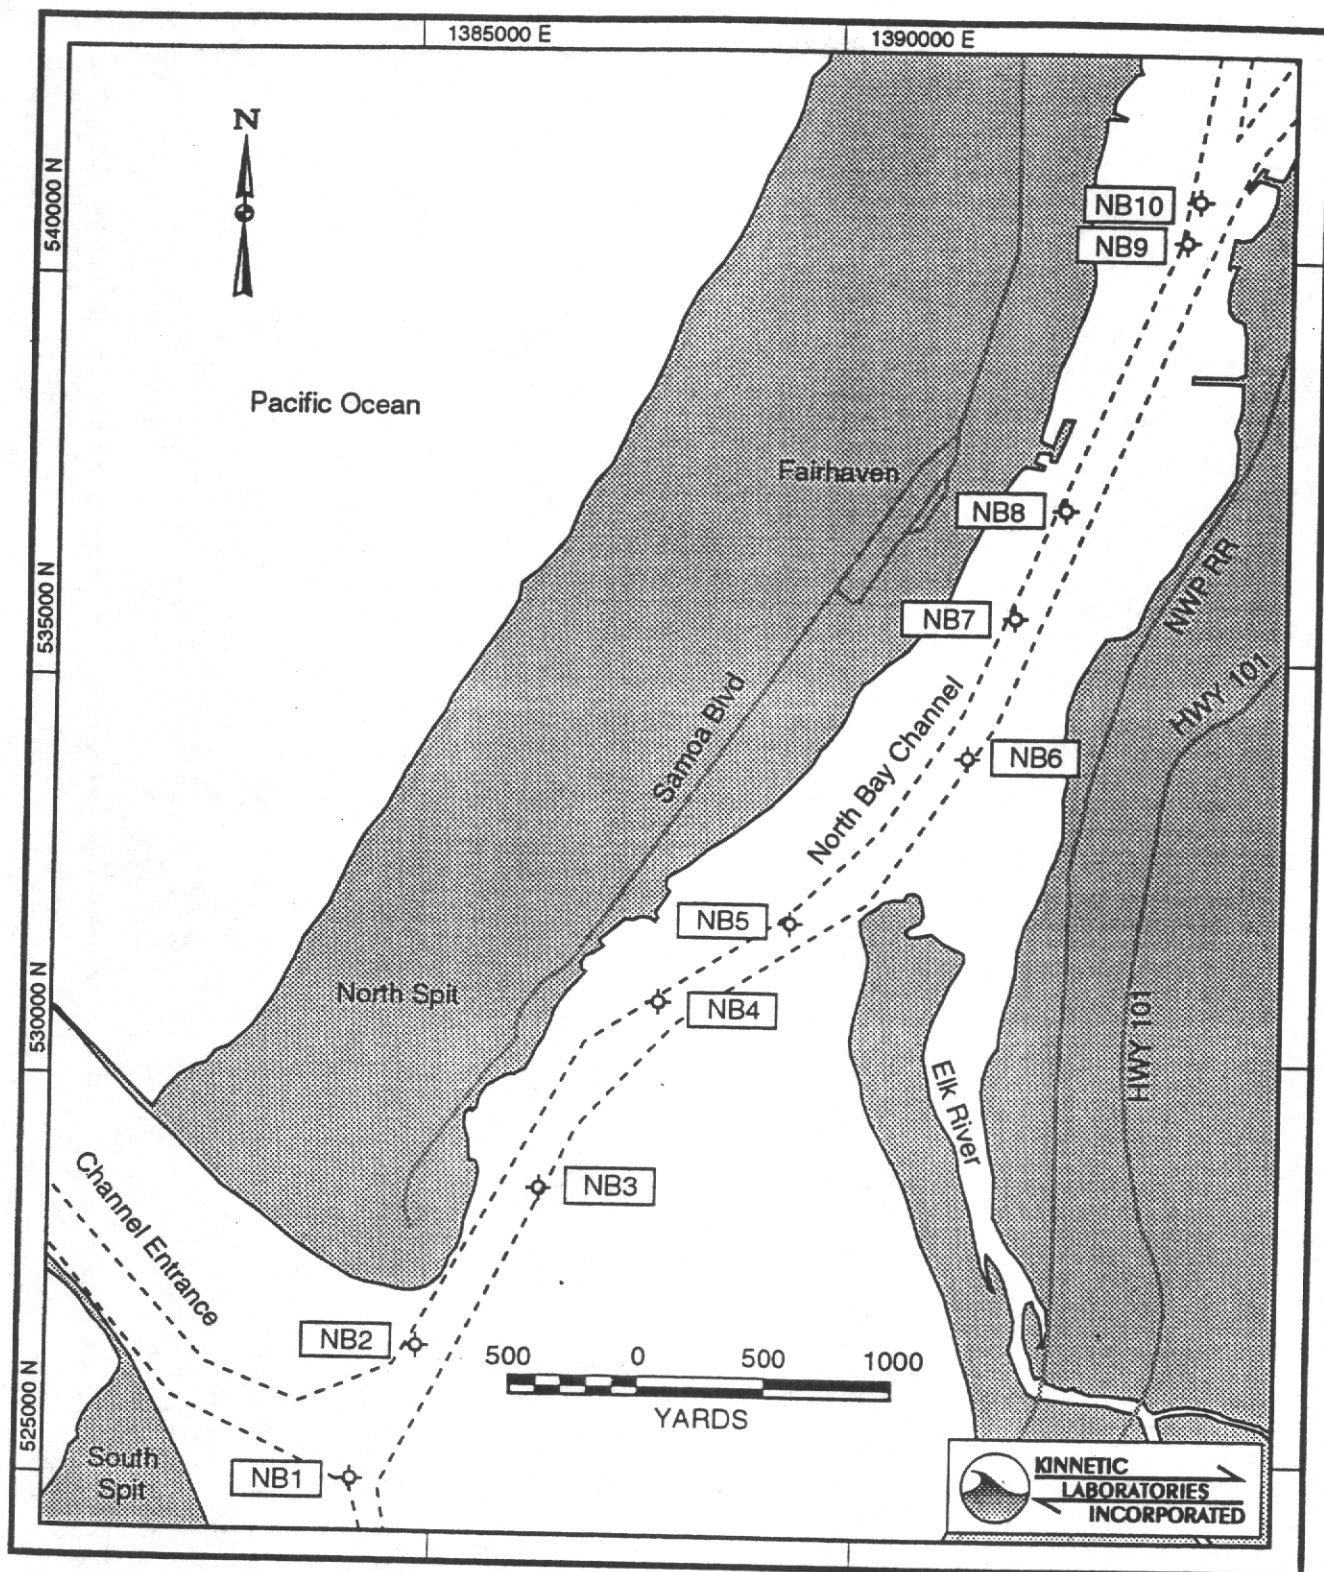 1385000 E
1390000 E
N
540000 N
NB10
NB9
Pacific Ocean
Fairhaven
NB8
535000 N
NWP RR
NB7
HWY 101
Samoa Blvd
North Bay Channel
NB6
NB5
530000 N
North Spit
NB4
HWY 101
Elk River
Channel Entrance
NB3
NB2
500 0 500 1000
YARDS
525000 N
South
Spit
NB1
KINNETIC
LABORATORIES
INCORPORATED